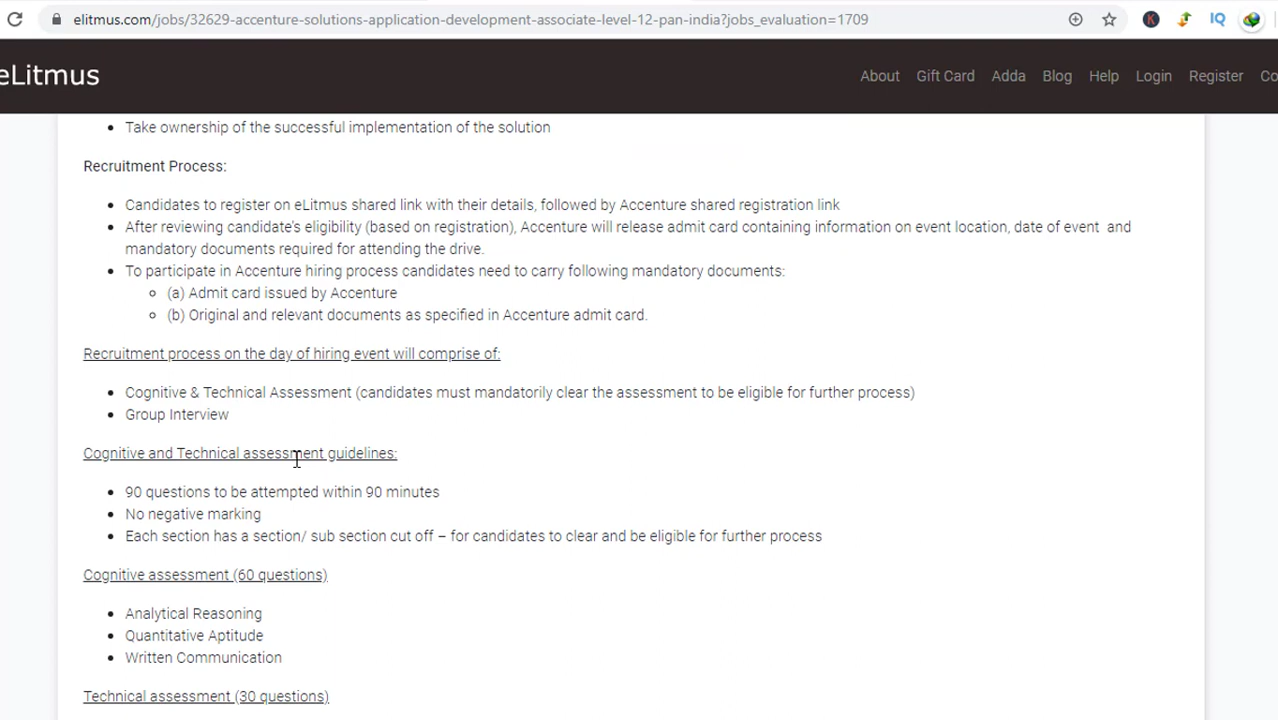 elitmus.com/jobs/32629-accenture-solutions-application-development-associate-level-12-pan-india?jobs_evaluation=1709
K
IQ
eLitmus
About Gift Card Adda Blog Help Login Register Co
Take ownership of the successful implementation of the solution
Recruitment Process:
Candidates to register on eLitmus shared link with their details, followed by Accenture shared registration link
After reviewing candidate's eligibility (based on registration), Accenture will release admit card containing information on event location, date of event and
mandatory documents required for attending the drive.
To participate in Accenture hiring process candidates need to carry following mandatory documents:
(a) Admit card issued by Accenture
(b) Original and relevant documents as specified in Accenture admit card.
Recruitment process on the day of hiring event will comprise of:
Cognitive & Technical Assessment (candidates must mandatorily clear the assessment to be eligible for further process)
Group Interview
Cognitive and Technical assessment guidelines:
90 questions to be attempted within 90 minutes
No negative marking
Each section has a section/ sub section cut off – for candidates to clear and be eligible for further process
Cognitive assessment (60 questions)
Analytical Reasoning
Quantitative Aptitude
Written Communication
Technical assessment (30 questions)